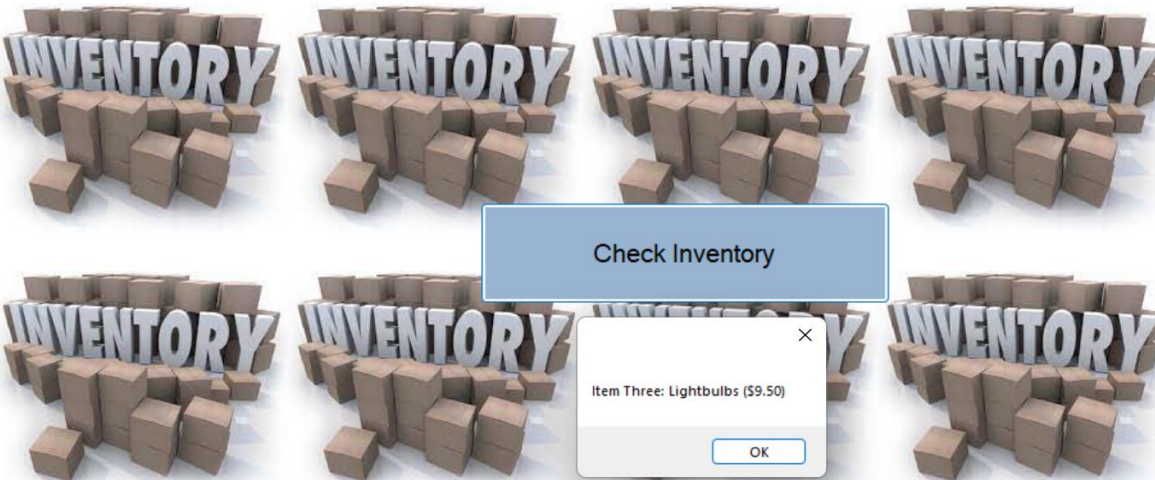 INVENTORY INVENTORY INVENTORY INVENTORY
Check Inventory
INVENTORY INVENTORY INVENTORY
Item Three: Lightbulbs ($9.50)
OK